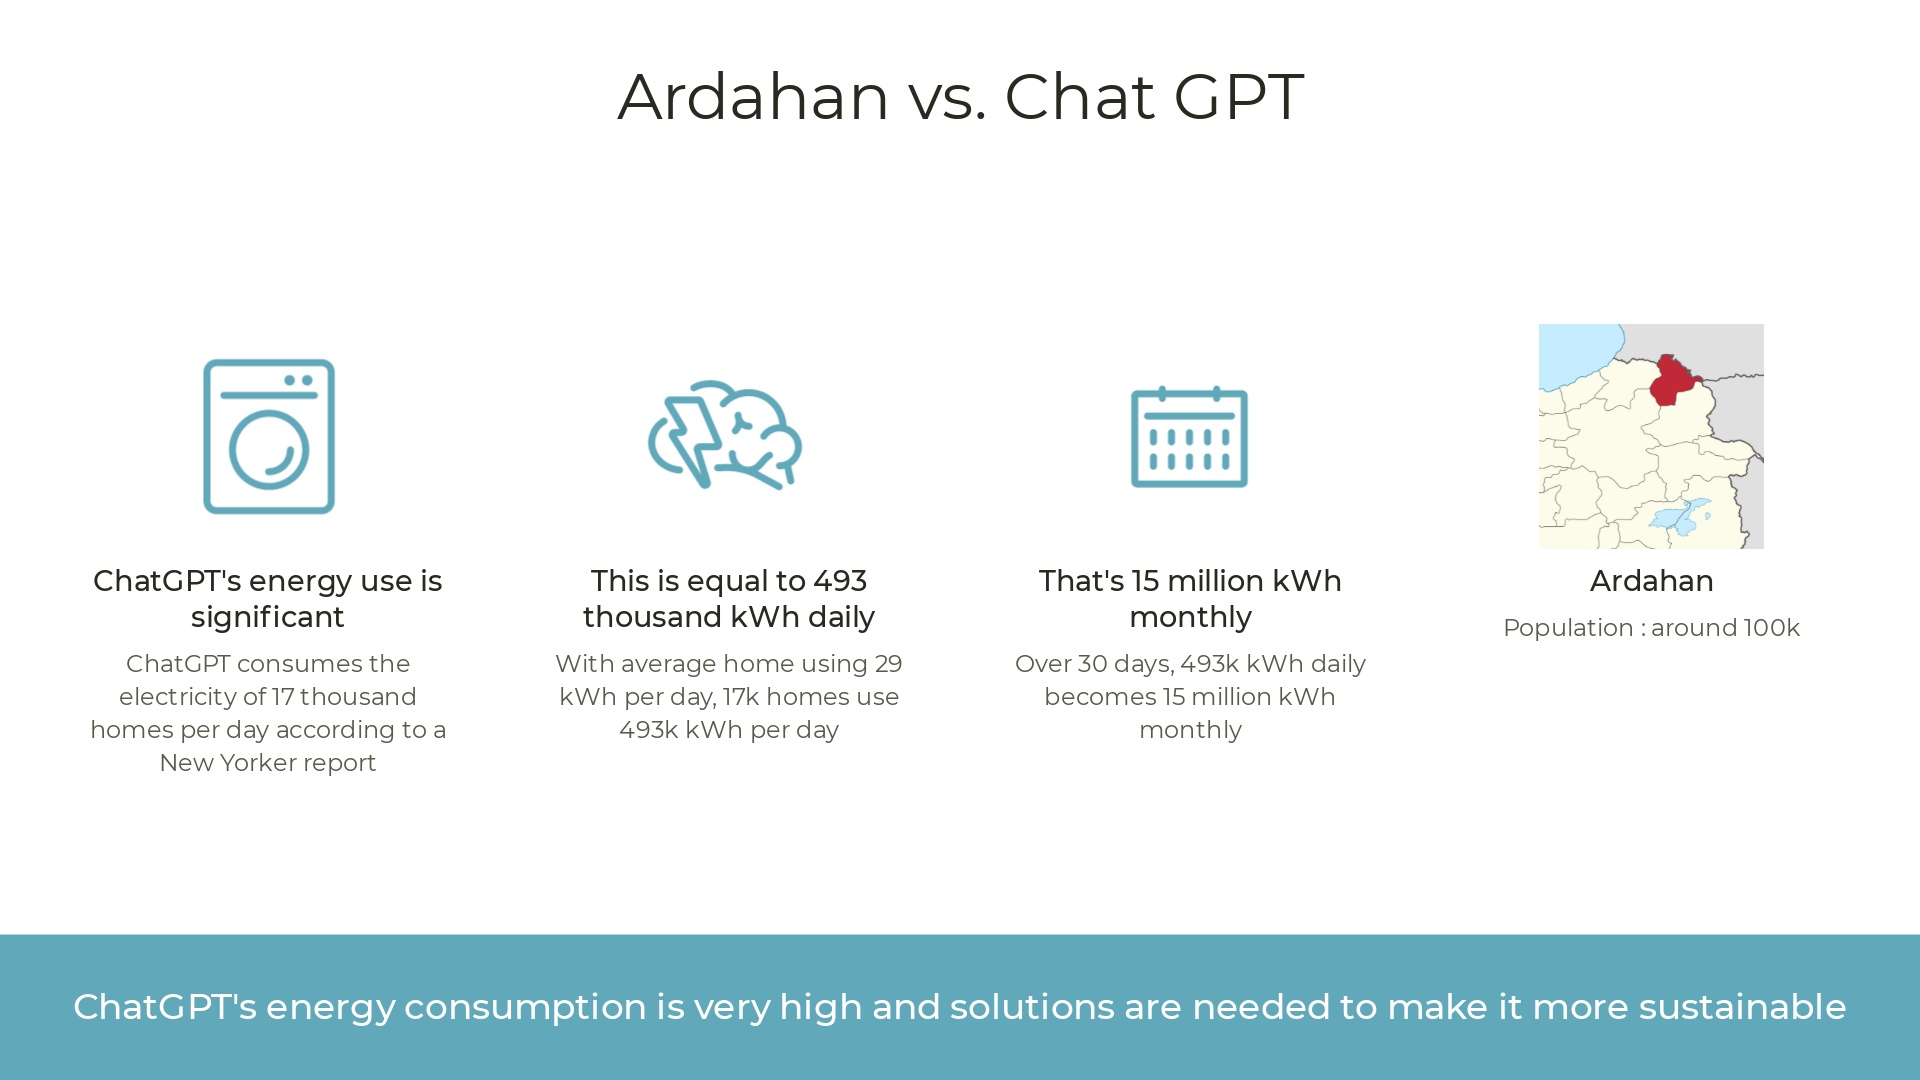 Ardahan vs. Chat GPT
ChatGPT's energy use is
significant
ChatGPT consumes the
electricity of 17 thousand
homes per day according to a
New Yorker report
This is equal to 493
thousand kWh daily
With average home using 29
kWh per day, 17k homes use
493k kWh per day
That's 15 million kWh
monthly
Over 30 days, 493k kWh daily
becomes 15 million kWh
monthly
Ardahan
Population : around 100k
ChatGPT's energy consumption is very high and solutions are needed to make it more sustainable